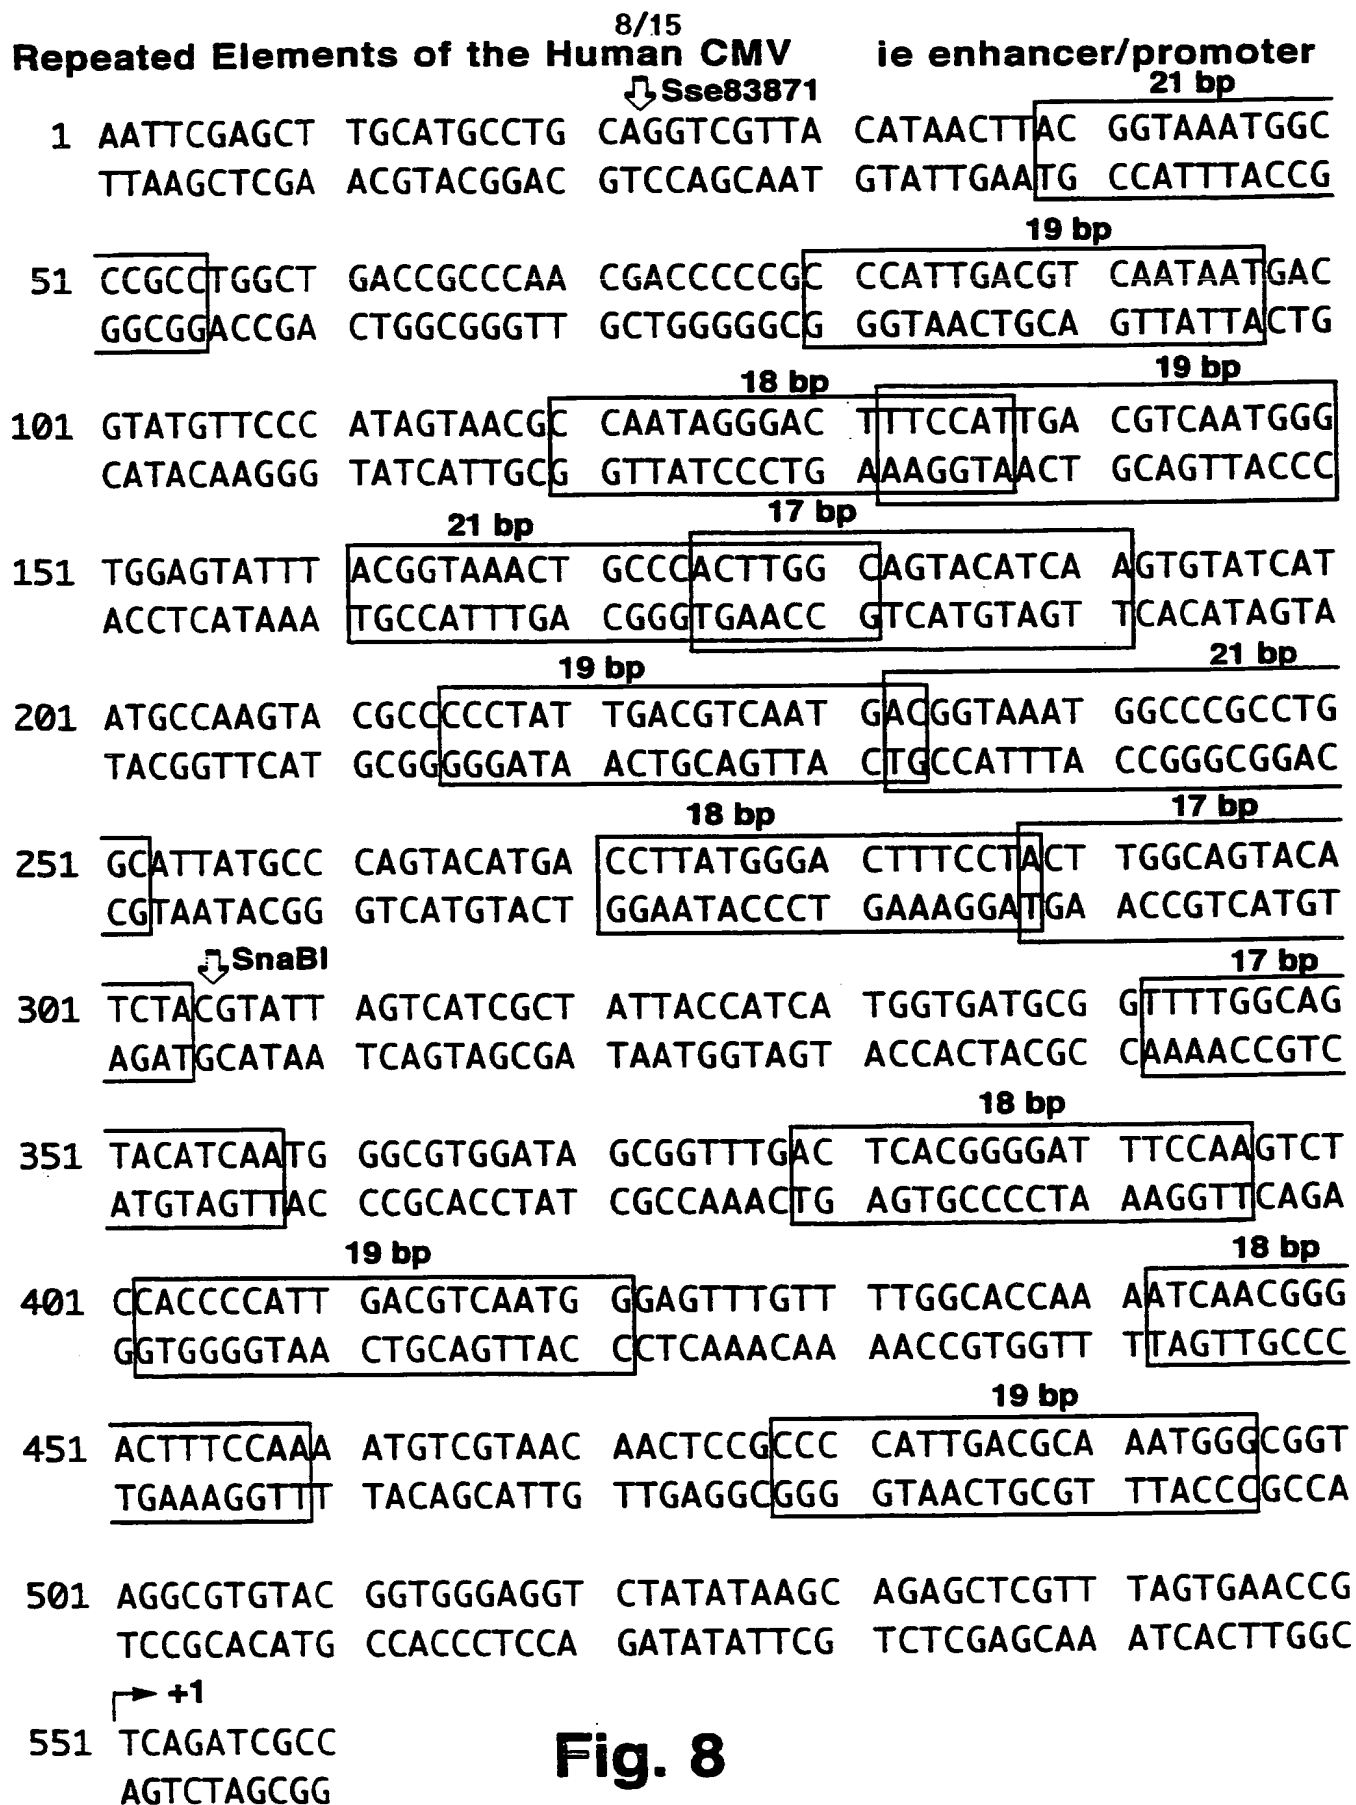 8/15
Repeated Elements of the Human CMV ie enhancer/promoter
Sse83871 21 bp
1 AATTCGAGCT TGCATGCCTG CAGGTCGTTA CATAACTTAC GGTAAATGGC
TTAAGCTCGA ACGTACGGAC GTCCAGCAAT GTATTGAATG CCATTTACCG
19 bp
51 CCGCCTGGCT GACCGCCCAA CGACCCCCGC CCATTGACGT CAATAATGAC
GGCGGACCGA CTGGCGGGTT GCTGGGGGCG GGTAACTGCA GTTATTACTG
18 bp 19 bp
101 GTATGTTCCC ATAGTAACGC CAATAGGGAC TTTCCATTGA CGTCAATGGG
CATACAAGGG TATCATTGCG GTTATCCCTG AAAGGTAACT GCAGTTACCC
21 bp 17 bp
151 TGGAGTATTT ACGGTAAACT GCCCACTTGG CAGTACATCA AGTGTATCAT
ACCTCATAAA TGCCATTTGA CGGGTGAACC GTCATGTAGT TCACATAGTA
19 bp 21 bp
201 ATGCCAAGTA CGCCCCCTAT TGACGTCAAT GACGGTAAAT GGCCCGCCTG
TACGGTTCAT GCGGGGGATA ACTGCAGTTA CTGCCATTTA CCGGGCGGAC
18 bp 17 bp
251 GCATTATGCC CAGTACATGA CCTTATGGGA CTTTCCTACT TGGCAGTACA
CGTAATACGG GTCATGTACT GGAATACCCT GAAAGGATGA ACCGTCATGT
SnaBI 17 bp
301 TCTACGTATT AGTCATCGCT ATTACCATCA TGGTGATGCG GTTTTGGCAG
AGATGCATAA TCAGTAGCGA TAATGGTAGT ACCACTACGC CAAAACCGTC
18 bp
351 TACATCAATG GGCGTGGATA GCGGTTTGAC TCACGGGGAT TTCCAAGTCT
ATGTAGTTAC CCGCACCTAT CGCCAAACTG AGTGCCCCTA AAGGTTCAGA
19 bp 18 bp
401 CCACCCCATT GACGTCAATG GGAGTTTGTT TTGGCACCAA AATCAACGGG
GGTGGGGTAA CTGCAGTTAC CCTCAAACAA AACCGTGGTT TTAGTTGCCC
19 bp
451 ACTTTCCAAA ATGTCGTAAC AACTCCGCCC CATTGACGCA AATGGGCGGT
TGAAAGGTTT TACAGCATTG TTGAGGCGGG GTAACTGCGT TTACCCGCCA
501 AGGCGTGTAC GGTGGGAGGT CTATATAAGC AGAGCTCGTT TAGTGAACCG
TCCGCACATG CCACCCTCCA GATATATTCG TCTCGAGCAA ATCACTTGGC
+1
551 TCAGATCGCC
AGTCTAGCGG
Fig. 8